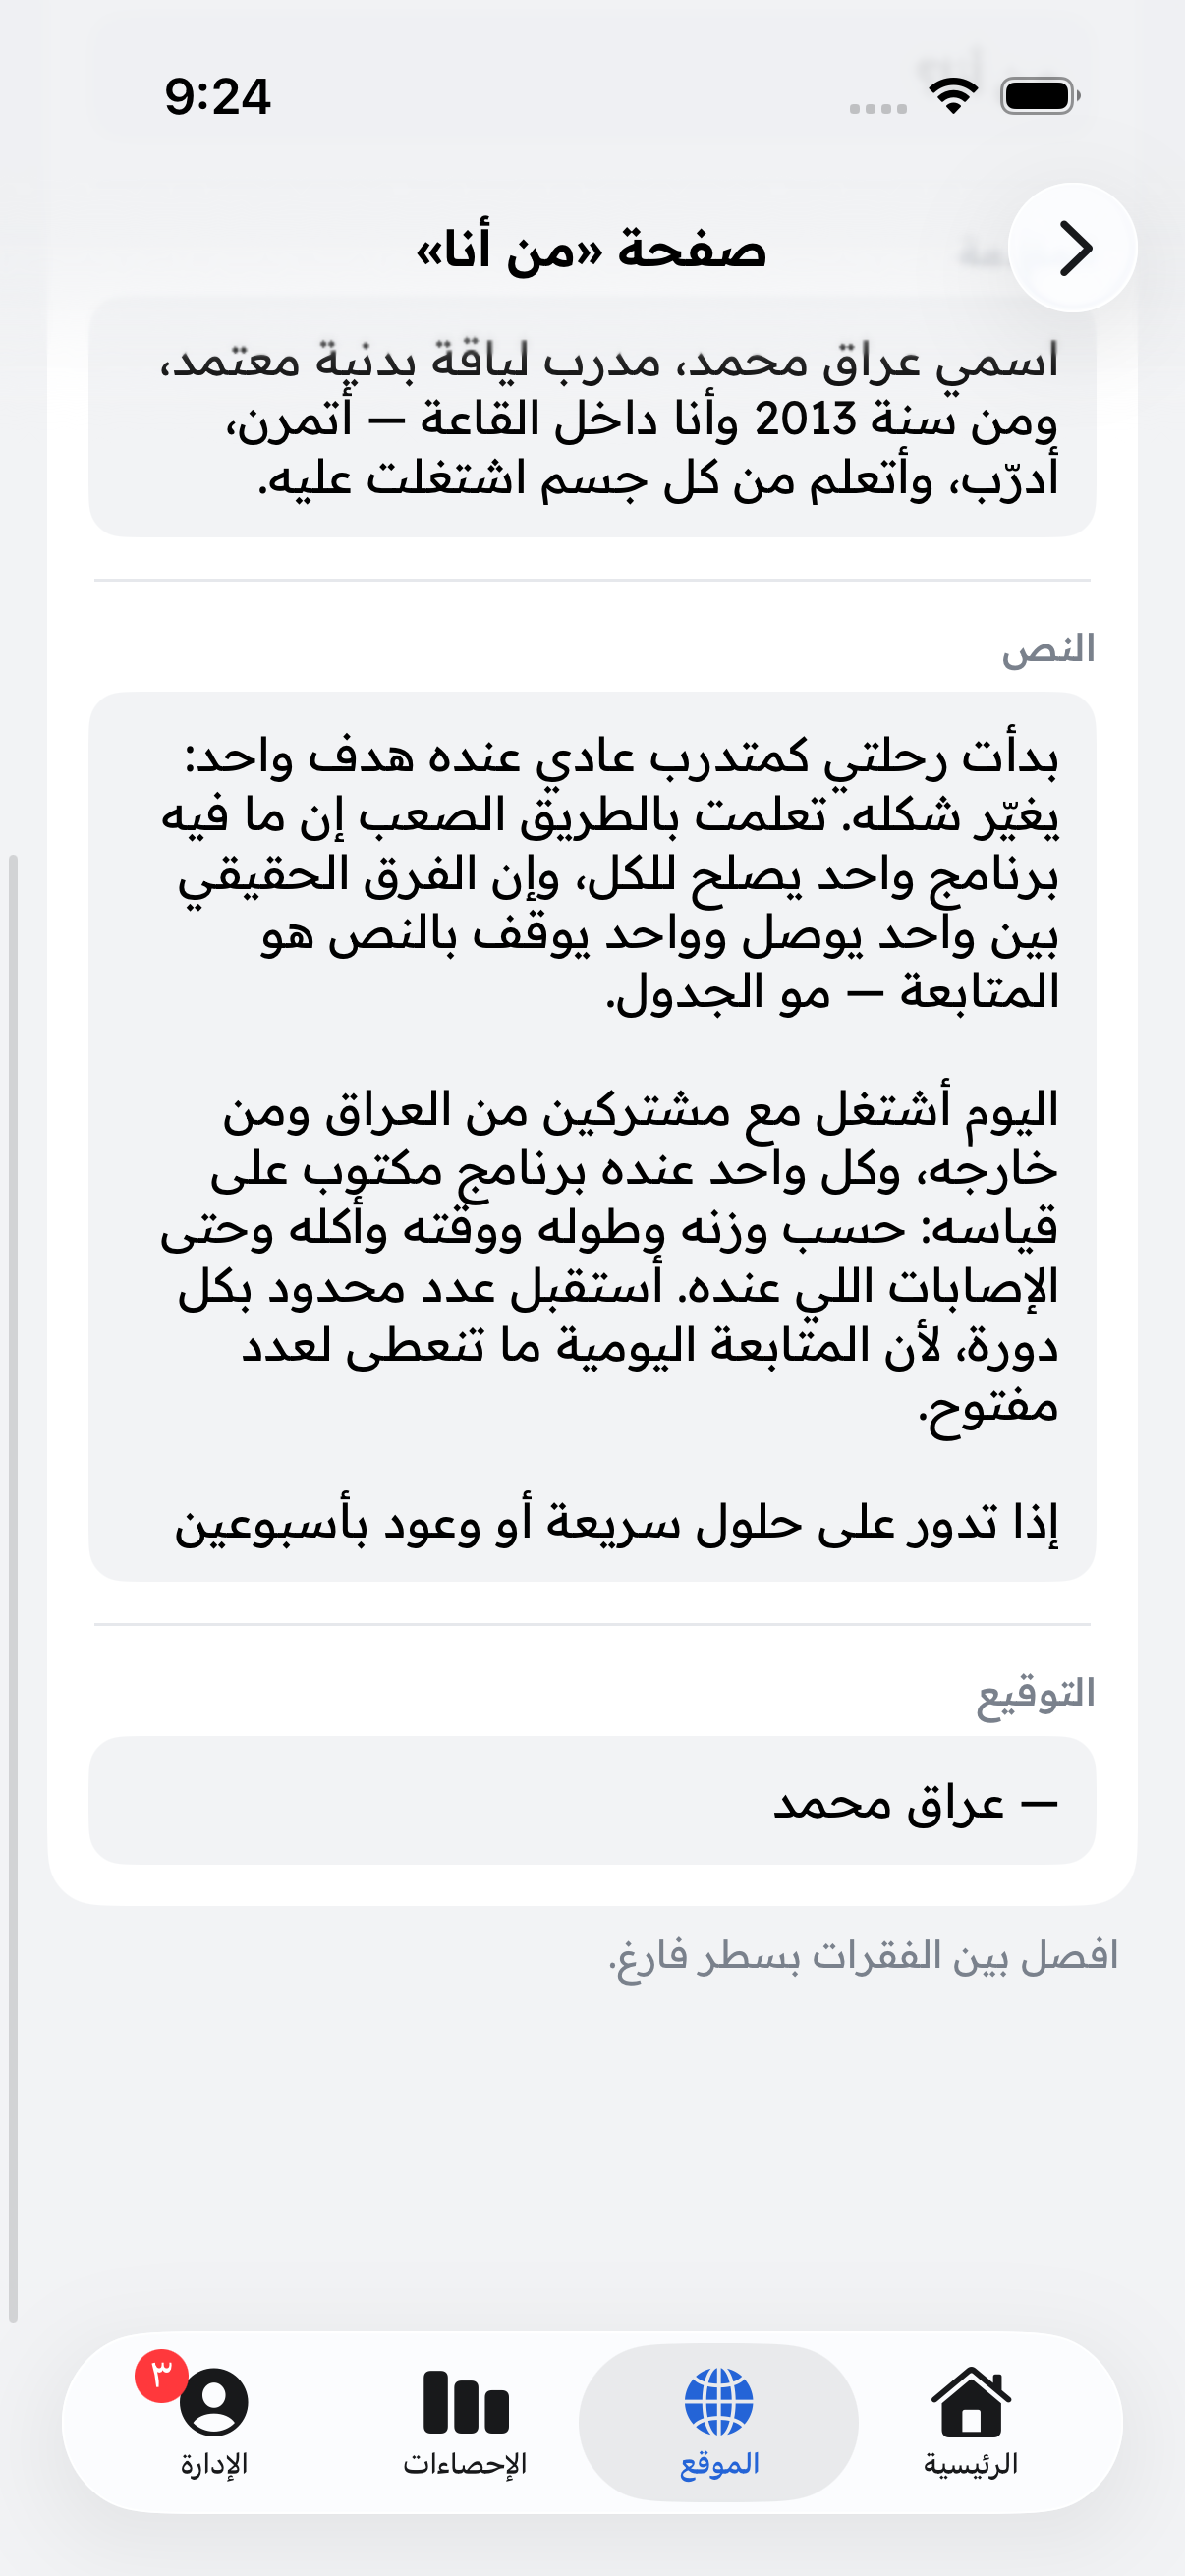 9:24
صفحة «من أنا»
اسمي عراق محمد، مدرب لياقة بدنية معتمد،
ومن سنة 2013 وأنا داخل القاعة — أتمرن،
أدرّب، وأتعلم من كل جسم اشتغلت عليه.
النص
بدأت رحلتي كمتدرب عادي عنده هدف واحد:
يغيّر شكله. تعلمت بالطريق الصعب إن ما فيه
برنامج واحد يصلح للكل، وإن الفرق الحقيقي
بين واحد يوصل وواحد يوقف بالنص هو
المتابعة — مو الجدول.
اليوم أشتغل مع مشتركين من العراق ومن
خارجه، وكل واحد عنده برنامج مكتوب على
قياسه: حسب وزنه وطوله ووقته وأكله وحتى
الإصابات اللي عنده. أستقبل عدد محدود بكل
دورة، لأن المتابعة اليومية ما تنعطى لعدد
مفتوح.
إذا تدور على حلول سريعة أو وعود بأسبوعين
التوقيع
— عراق محمد
افصل بين الفقرات بسطر فارغ.
الرئيسية
الموقع
الإحصاءات
٣
الإدارة